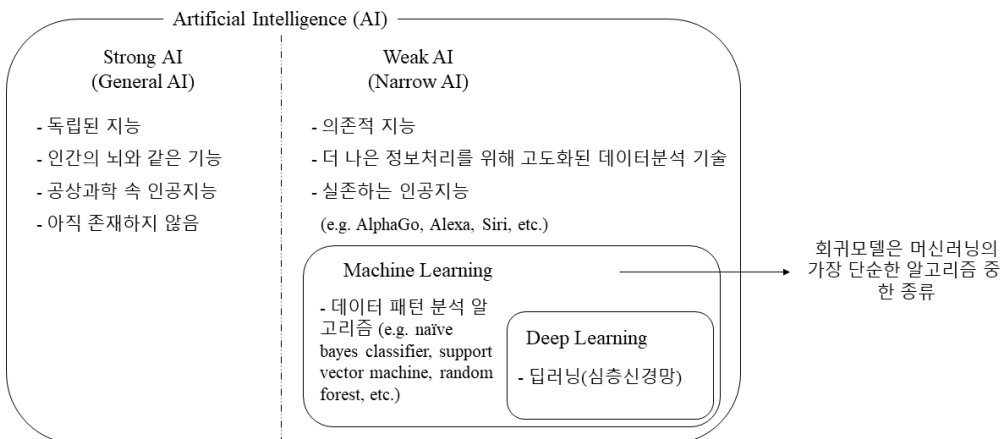 Artificial Intelligence (AI)
Strong AI
(General AI)
- 독립된 지능
- 인간의 뇌와 같은 기능
- 공상과학 속 인공지능
- 아직 존재하지 않음
Weak AI
(Narrow AI)
- 의존적 지능
- 더 나은 정보처리를 위해 고도화된 데이터분석 기술
- 실존하는 인공지능
(e.g. AlphaGo, Alexa, Siri, etc.)
Machine Learning
- 데이터 패턴 분석 알
고리즘 (e.g. naïve
bayes classifier, support
vector machine, random
forest, etc.)
Deep Learning
- 딥러닝(심층신경망)
회귀모델은 머신러닝의
가장 단순한 알고리즘 중
한 종류